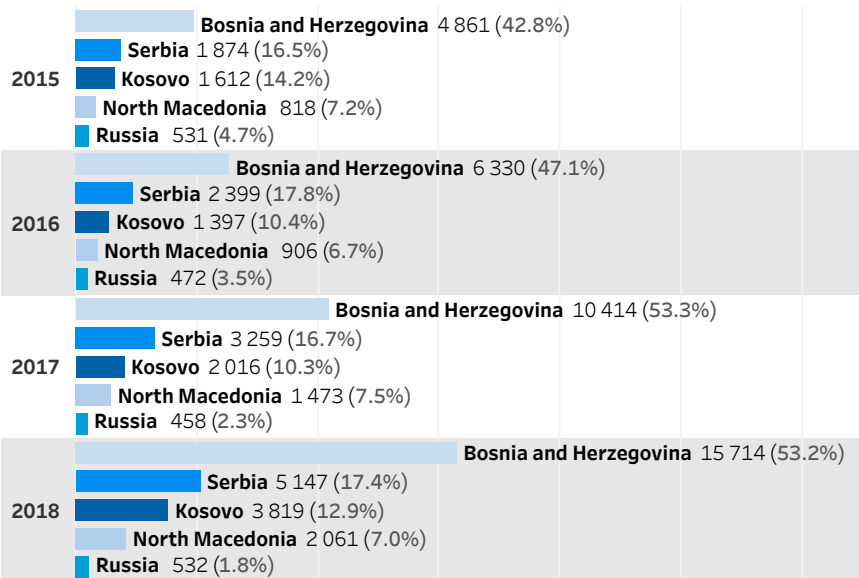 2015
Bosnia and Herzegovina 4 861 (42.8%)
Serbia 1 874 (16.5%)
Kosovo 1 612 (14.2%)
North Macedonia 818 (7.2%)
Russia 531 (4.7%)
2016
Bosnia and Herzegovina 6 330 (47.1%)
Serbia 2 399 (17.8%)
Kosovo 1 397 (10.4%)
North Macedonia 906 (6.7%)
Russia 472 (3.5%)
2017
Bosnia and Herzegovina 10 414 (53.3%)
Serbia 3 259 (16.7%)
Kosovo 2 016 (10.3%)
North Macedonia 1 473 (7.5%)
Russia 458 (2.3%)
2018
Bosnia and Herzegovina 15 714 (53.2%)
Serbia 5 147 (17.4%)
Kosovo 3 819 (12.9%)
North Macedonia 2 061 (7.0%)
Russia 532 (1.8%)